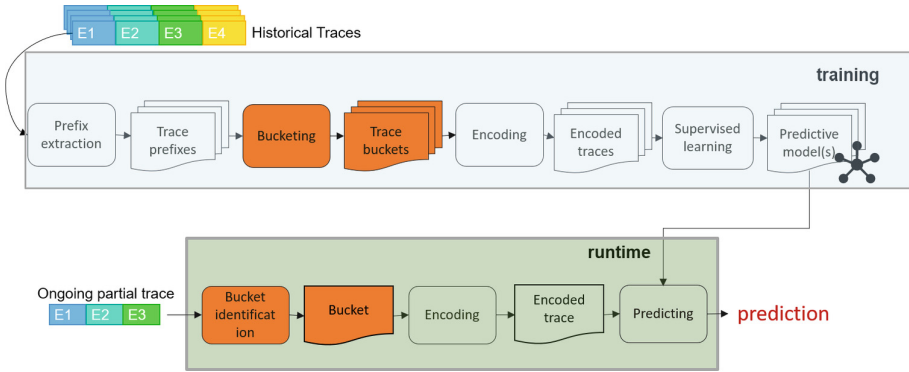 E1 E2 E3 E4
Historical Traces
training
Prefix
extraction
Trace
prefixes
Bucketing
Trace
buckets
Encoding
Encoded
traces
Supervised
learning
Predictive
model(s)
runtime
Ongoing partial trace
E1 E2 E3
Bucket
identificat
ion
Bucket
Encoding
Encoded
trace
Predicting
prediction